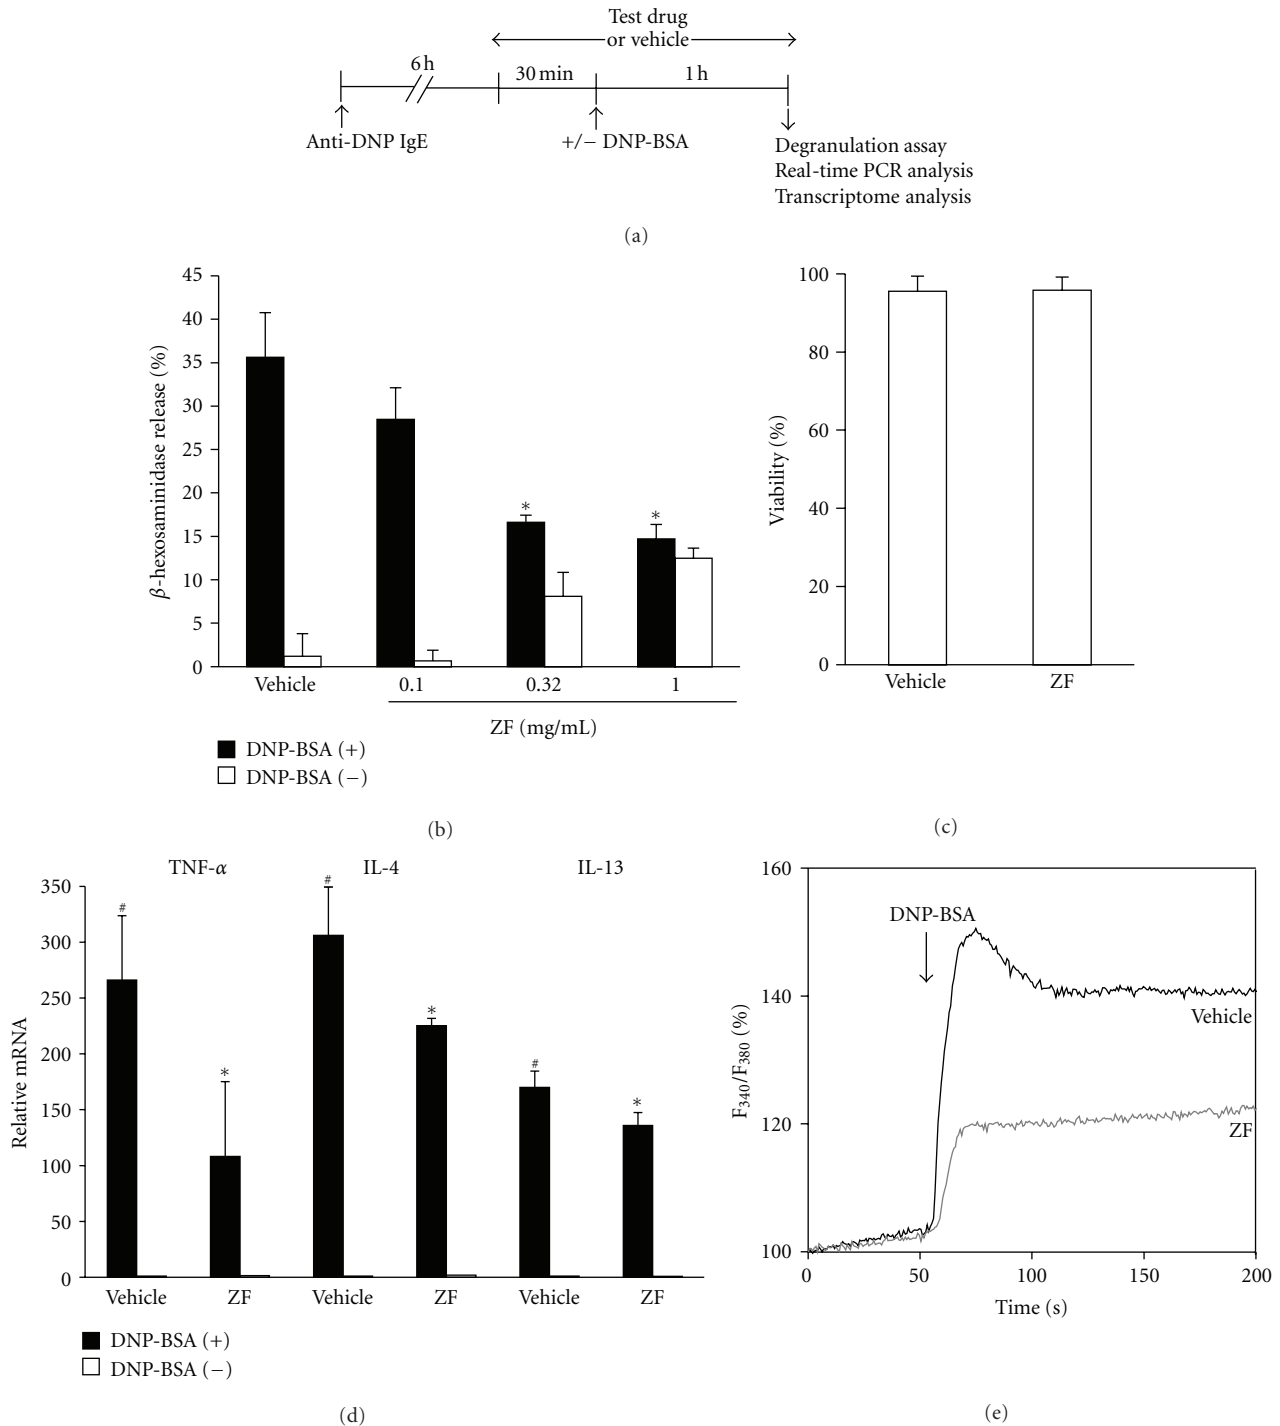 Test drug
or vehicle
6 h
30 min
1 h
Anti-DNP IgE
+/− DNP-BSA
Degranulation assay
Real-time PCR analysis
Transcriptome analysis
(a)
45
40
35
30
25
20
15
10
5
0
β-hexosaminidase release (%)
*
*
Vehicle
0.1
0.32
1
ZF (mg/mL)
DNP-BSA (+)
DNP-BSA (−)
(b)
100
80
60
40
20
0
Viability (%)
Vehicle
ZF
(c)
TNF-α
IL-4
IL-13
350
300
250
200
150
100
50
0
Relative mRNA
#
*
#
*
#
*
Vehicle
ZF
Vehicle
ZF
Vehicle
ZF
DNP-BSA (+)
DNP-BSA (−)
(d)
160
140
120
100
F340/F380 (%)
DNP-BSA
Vehicle
ZF
0
50
100
150
200
Time (s)
(e)